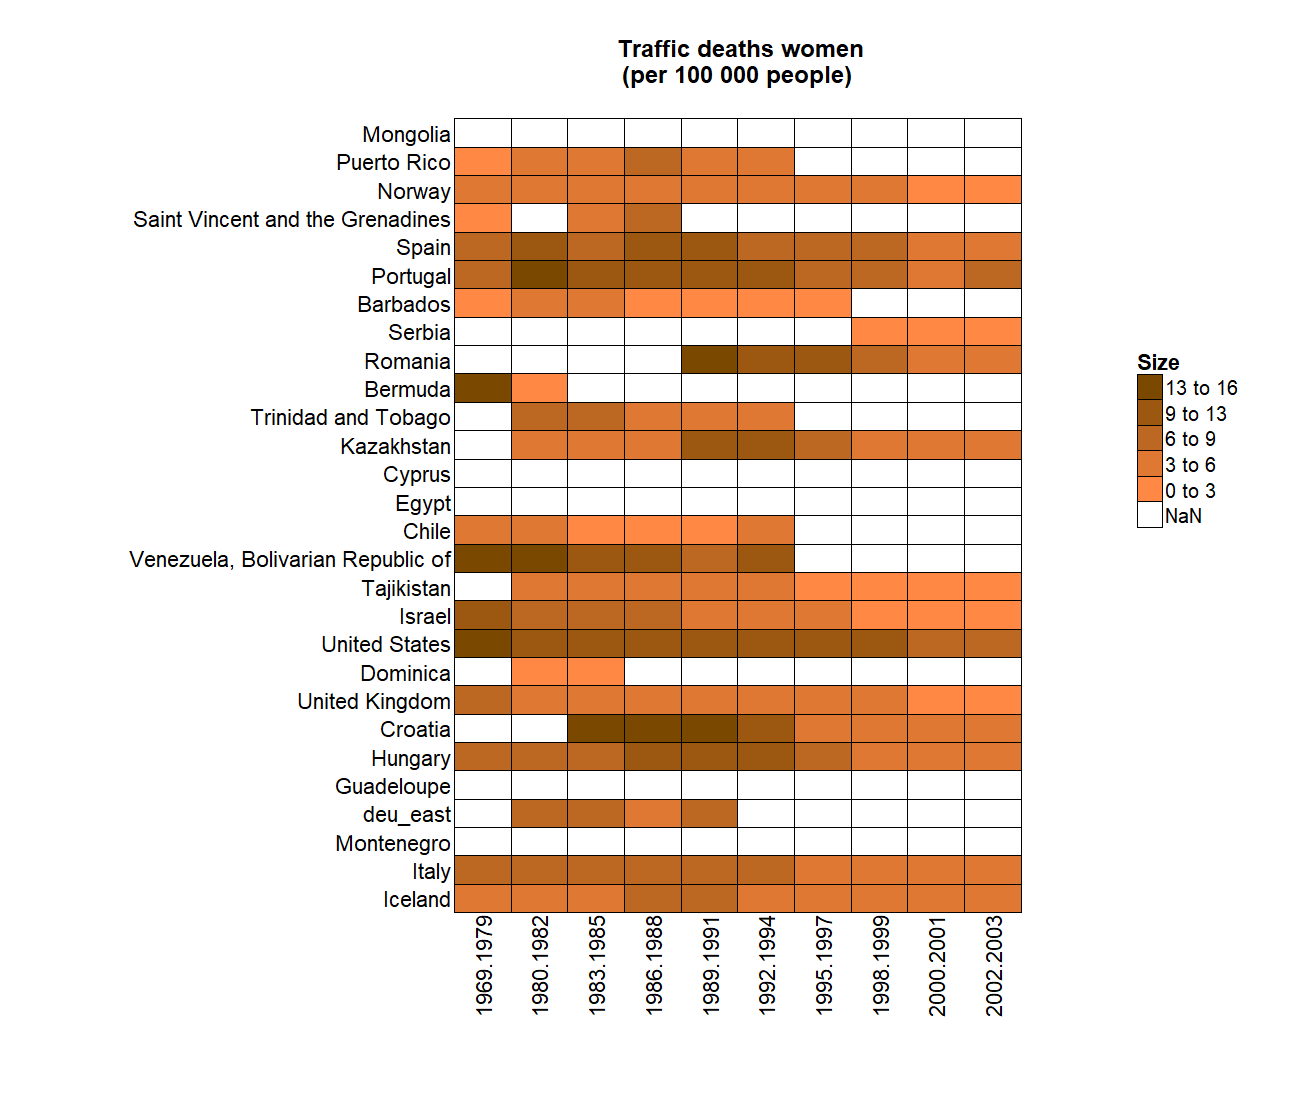 Traffic deaths women
(per 100 000 people)
Mongolia
Puerto Rico
Norway
Saint Vincent and the Grenadines
Spain
Portugal
Barbados
Serbia
Romania
Bermuda
Trinidad and Tobago
Kazakhstan
Cyprus
Egypt
Chile
Venezuela, Bolivarian Republic of
Tajikistan
Israel
United States
Dominica
United Kingdom
Croatia
Hungary
Guadeloupe
deu_east
Montenegro
Italy
Iceland
1969.1979
1980.1982
1983.1985
1986.1988
1989.1991
1992.1994
1995.1997
1998.1999
2000.2001
2002.2003
Size
13 to 16
9 to 13
6 to 9
3 to 6
0 to 3
NaN